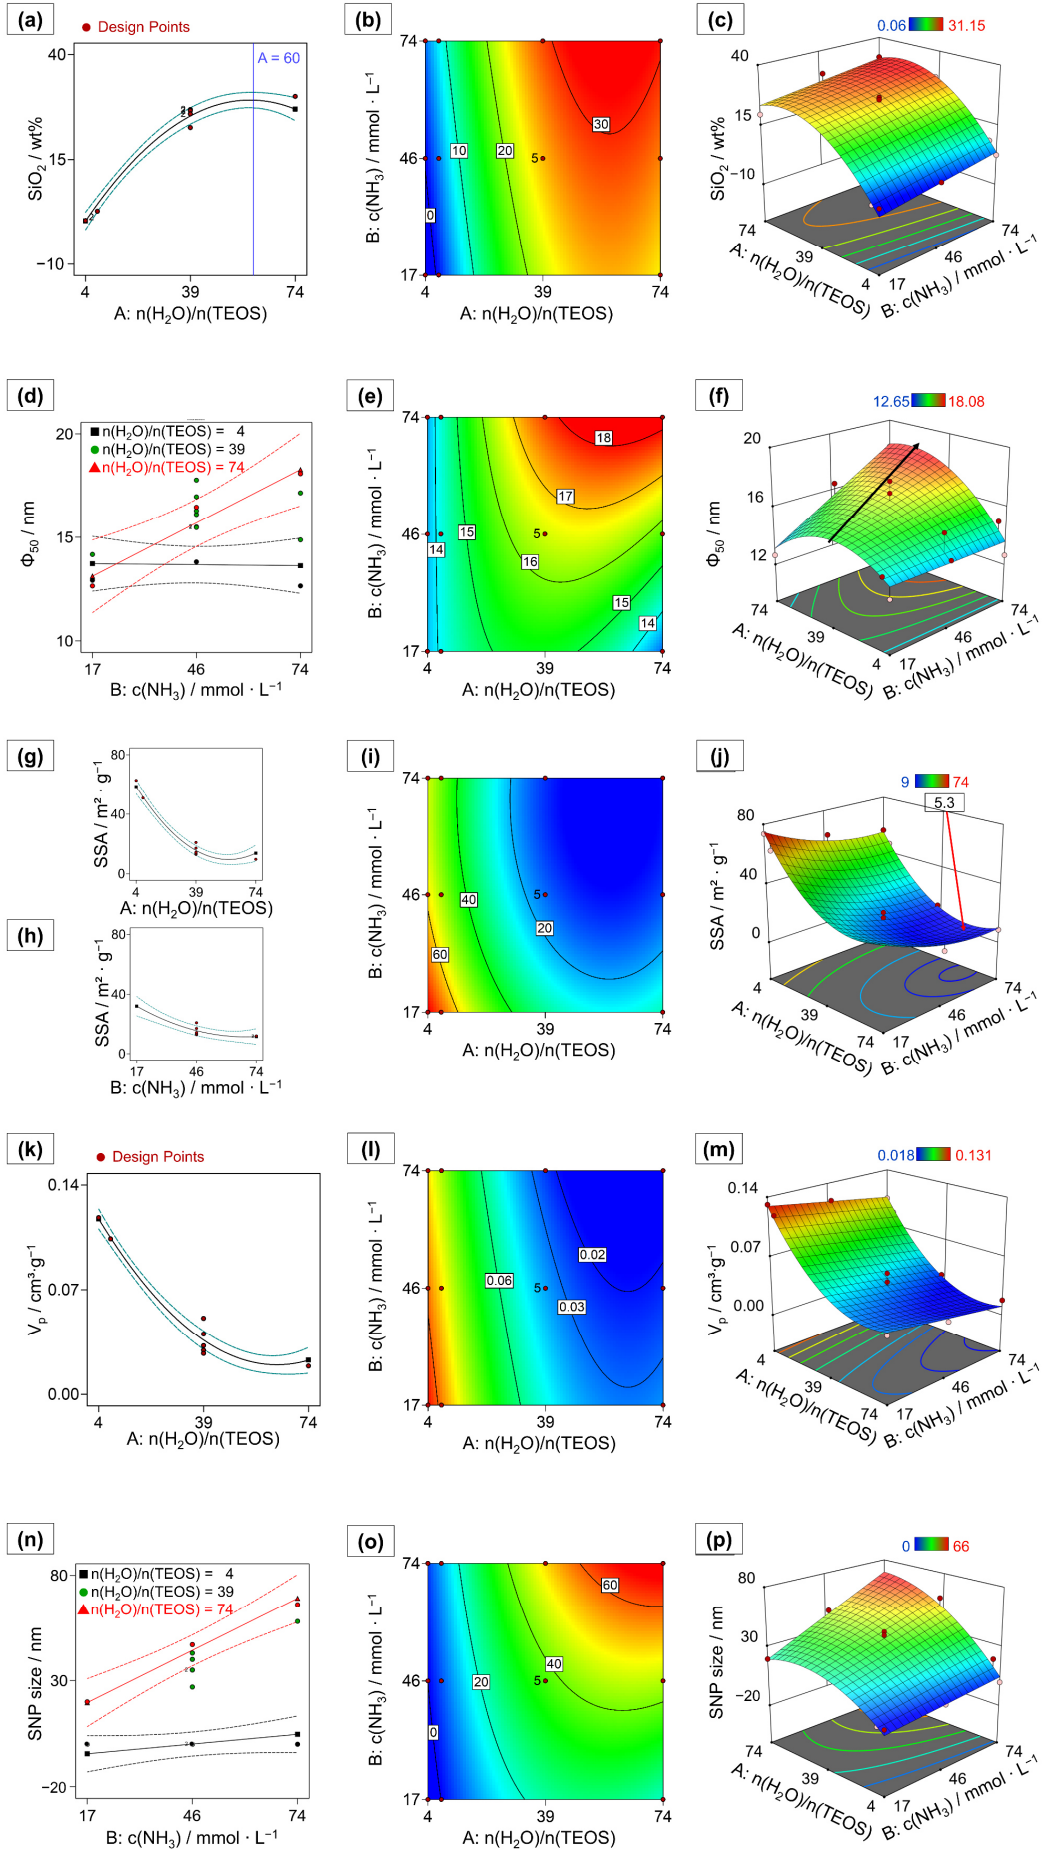 (a)
Design Points
A = 60
SiO₂ / wt%
40
15
−10
4
39
74
A: n(H₂O)/n(TEOS)
(b)
B: c(NH₃) / mmol · L⁻¹
74
46
17
0
10
20
30
5
4
39
74
A: n(H₂O)/n(TEOS)
(c)
0.06
31.15
SiO₂ / wt%
40
15
−10
74
39
4
17
46
74
A: n(H₂O)/n(TEOS)
B: c(NH₃) / mmol · L⁻¹
(d)
n(H₂O)/n(TEOS) = 4
n(H₂O)/n(TEOS) = 39
n(H₂O)/n(TEOS) = 74
Φ₅₀ / nm
20
15
10
17
46
74
B: c(NH₃) / mmol · L⁻¹
(e)
B: c(NH₃) / mmol · L⁻¹
74
46
17
18
17
16
15
14
15
14
5
4
39
74
A: n(H₂O)/n(TEOS)
(f)
12.65
18.08
Φ₅₀ / nm
20
16
12
74
39
4
17
46
74
A: n(H₂O)/n(TEOS)
B: c(NH₃) / mmol · L⁻¹
(g)
SSA / m² · g⁻¹
80
40
0
4
39
74
A: n(H₂O)/n(TEOS)
(h)
SSA / m² · g⁻¹
80
40
0
17
46
74
B: c(NH₃) / mmol · L⁻¹
(i)
B: c(NH₃) / mmol · L⁻¹
74
46
17
60
40
20
5
4
39
74
A: n(H₂O)/n(TEOS)
(j)
9
74
5.3
SSA / m² · g⁻¹
80
40
0
4
39
74
17
46
74
A: n(H₂O)/n(TEOS)
B: c(NH₃) / mmol · L⁻¹
(k)
Design Points
Vₚ / cm³·g⁻¹
0.14
0.07
0.00
4
39
74
A: n(H₂O)/n(TEOS)
(l)
B: c(NH₃) / mmol · L⁻¹
74
46
17
0.02
0.06
0.03
5
4
39
74
A: n(H₂O)/n(TEOS)
(m)
0.018
0.131
Vₚ / cm³·g⁻¹
0.14
0.07
0.00
4
39
74
17
46
74
A: n(H₂O)/n(TEOS)
B: c(NH₃) / mmol · L⁻¹
(n)
n(H₂O)/n(TEOS) = 4
n(H₂O)/n(TEOS) = 39
n(H₂O)/n(TEOS) = 74
SNP size / nm
80
30
−20
17
46
74
B: c(NH₃) / mmol · L⁻¹
(o)
B: c(NH₃) / mmol · L⁻¹
74
46
17
60
40
20
0
5
4
39
74
A: n(H₂O)/n(TEOS)
(p)
0
66
SNP size / nm
80
30
−20
74
39
4
17
46
74
A: n(H₂O)/n(TEOS)
B: c(NH₃) / mmol · L⁻¹